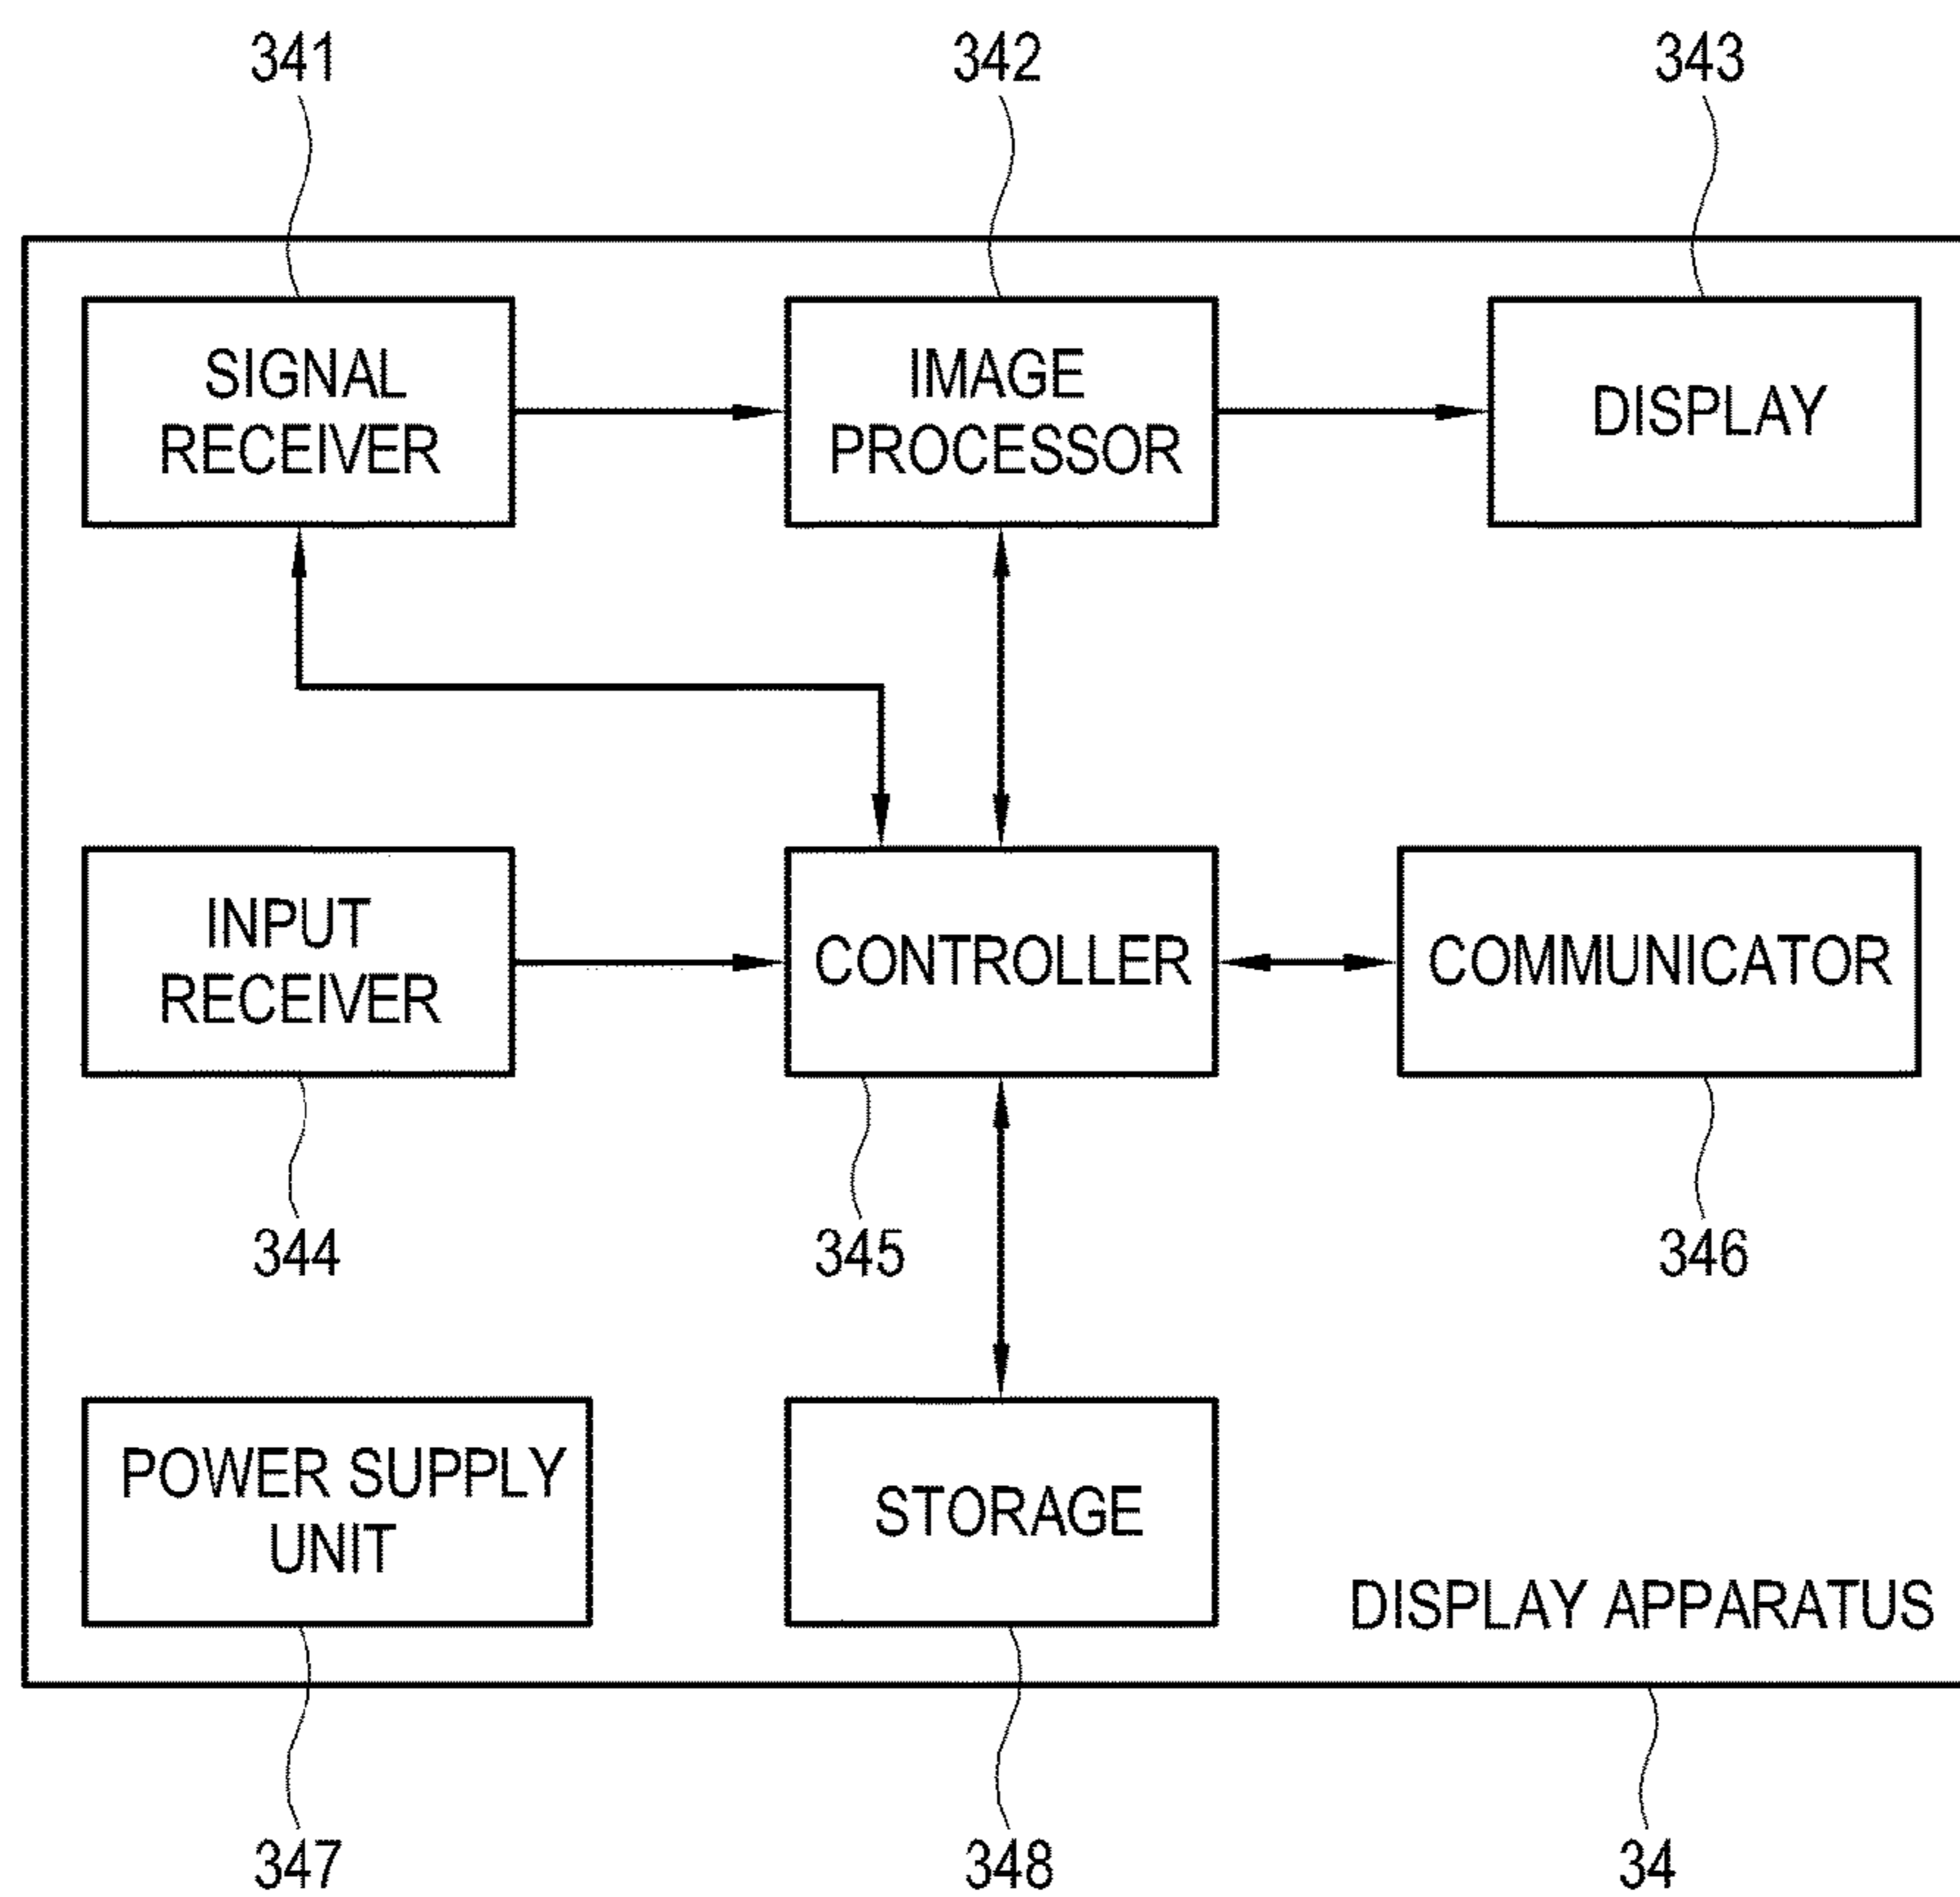 341
342
343
SIGNAL
RECEIVER
IMAGE
PROCESSOR
DISPLAY
INPUT
RECEIVER
CONTROLLER
COMMUNICATOR
344
345
346
POWER SUPPLY
UNIT
STORAGE
DISPLAY APPARATUS
347
348
34